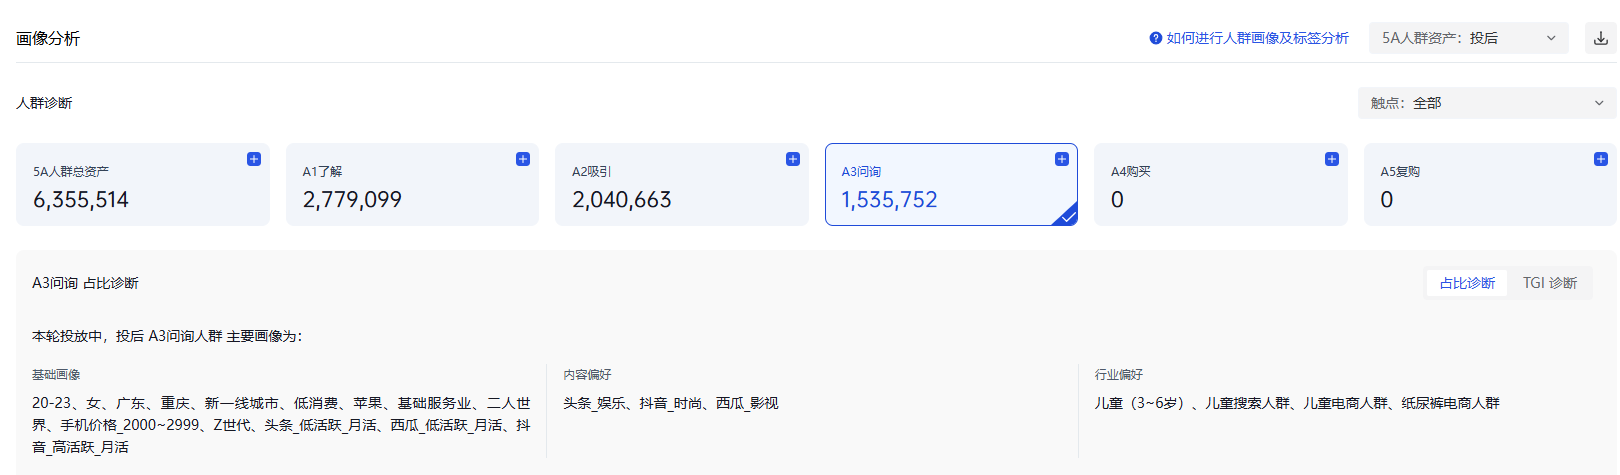 画像分析
如何进行人群画像及标签分析
5A人群资产：投后
人群诊断
触点：全部
5A人群总资产
6,355,514
A1了解
2,779,099
A2吸引
2,040,663
A3问询
1,535,752
A4购买
0
A5复购
0
A3问询 占比诊断
占比诊断
TGI 诊断
本轮投放中，投后 A3问询人群 主要画像为：
基础画像
20-23、女、广东、重庆、新一线城市、低消费、苹果、基础服务业、二人世
界、手机价格_2000~2999、Z世代、头条_低活跃_月活、西瓜_低活跃_月活、抖
音_高活跃_月活
内容偏好
头条_娱乐、抖音_时尚、西瓜_影视
行业偏好
儿童（3~6岁）、儿童搜索人群、儿童电商人群、纸尿裤电商人群